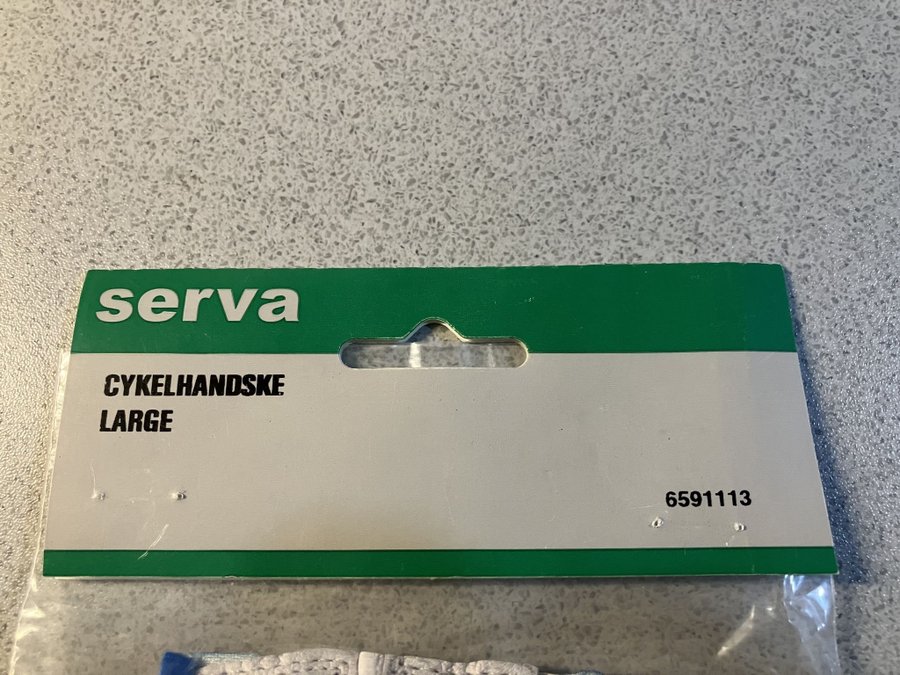 serva
CYKELHANDSKE
LARGE
6591113